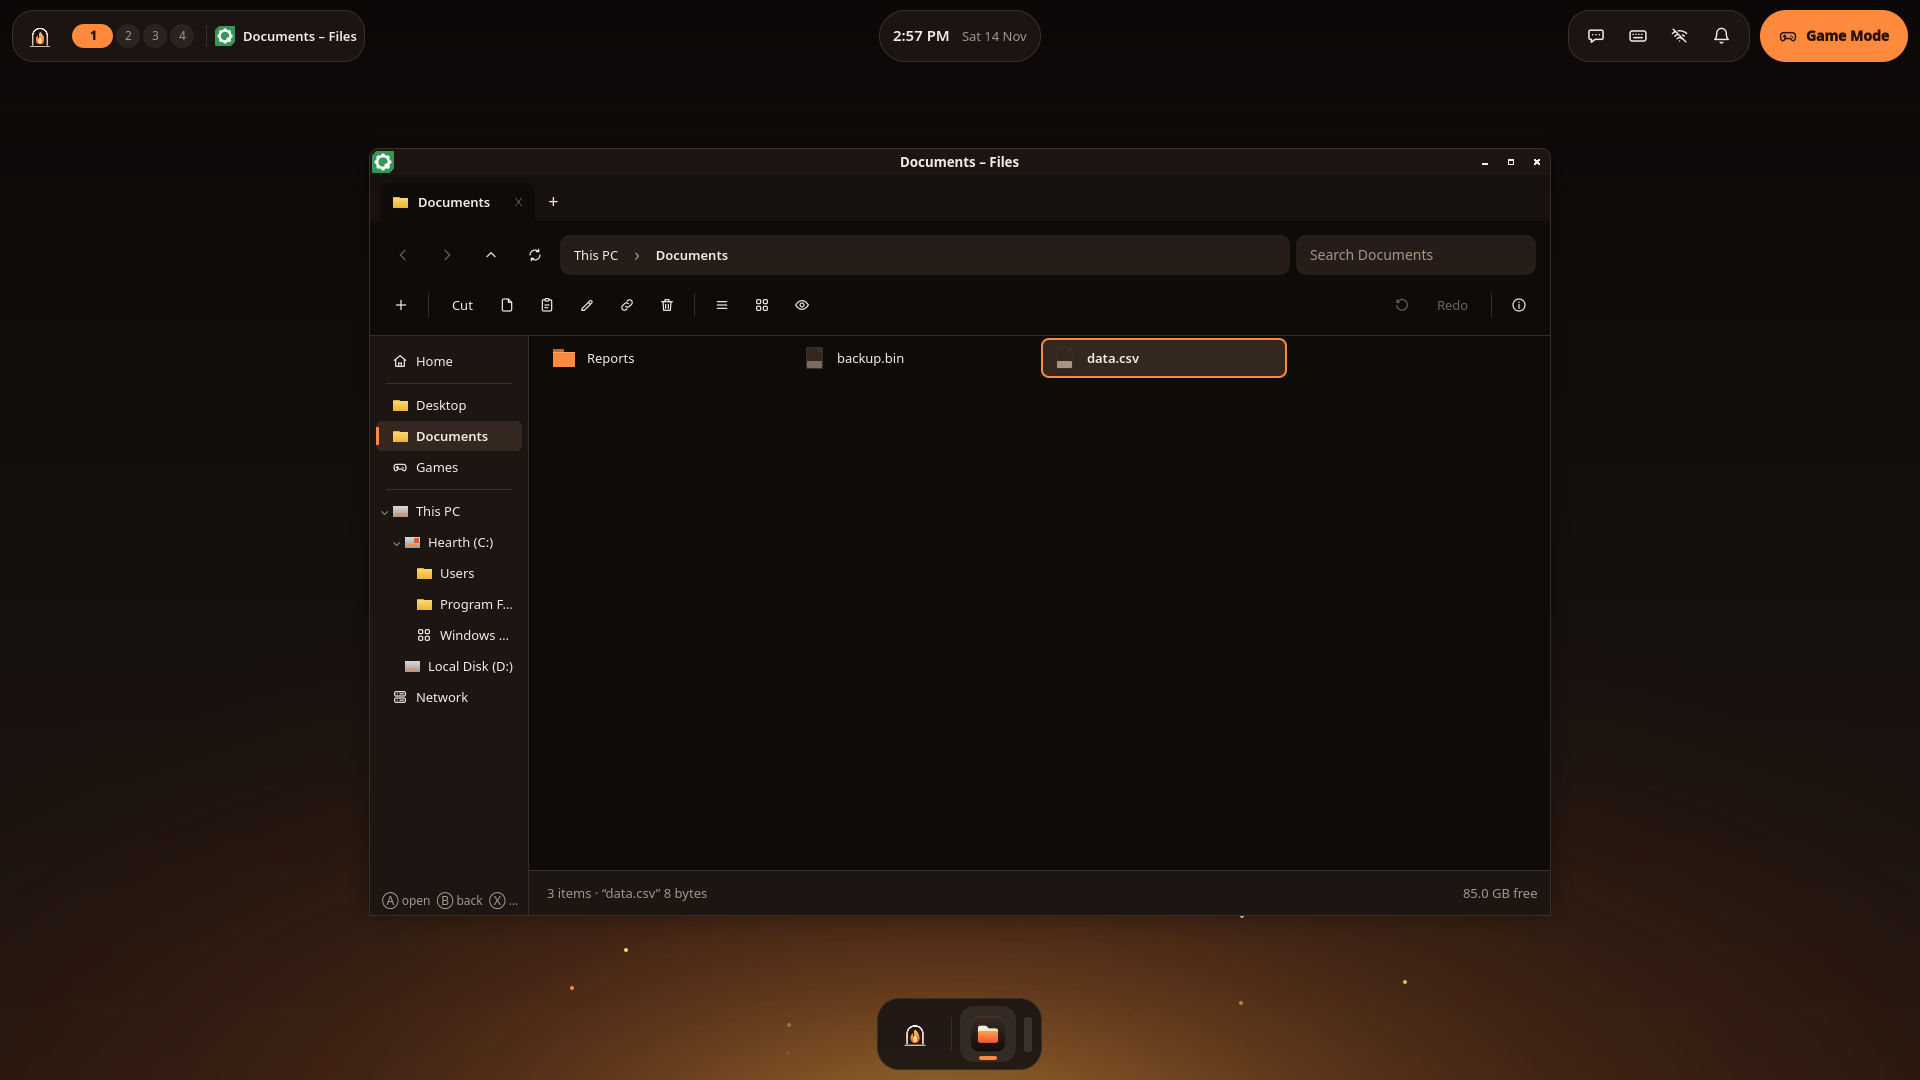 1 2 3 4 Documents – Files
2:57 PM Sat 14 Nov
Game Mode
Documents – Files
Documents X +
This PC › Documents
Search Documents
Cut
Redo
Home
Desktop
Documents
Games
This PC
Hearth (C:)
Users
Program F...
Windows ...
Local Disk (D:)
Network
A open B back X ...
Reports
backup.bin
data.csv
3 items · “data.csv” 8 bytes
85.0 GB free